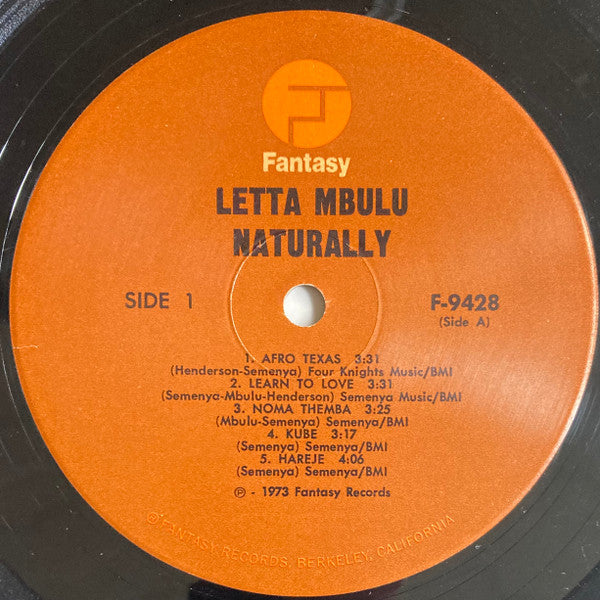 Fantasy
LETTA MBULU
NATURALLY
SIDE 1
F-9428
(Side A)
1. AFRO TEXAS 3:31
(Henderson-Semenya) Four Knights Music/BMI
2. LEARN TO LOVE 3:31
(Semenya-Mbulu-Henderson) Semenya Music/BMI
3. NOMA THEMBA 3:25
(Mbulu-Semenya) Semenya/BMI
4. KUBE 3:17
(Semenya) Semenya/BMI
5. HAREJE 4:06
(Semenya) Semenya/BMI
℗ - 1973 Fantasy Records
® FANTASY RECORDS, BERKELEY, CALIFORNIA